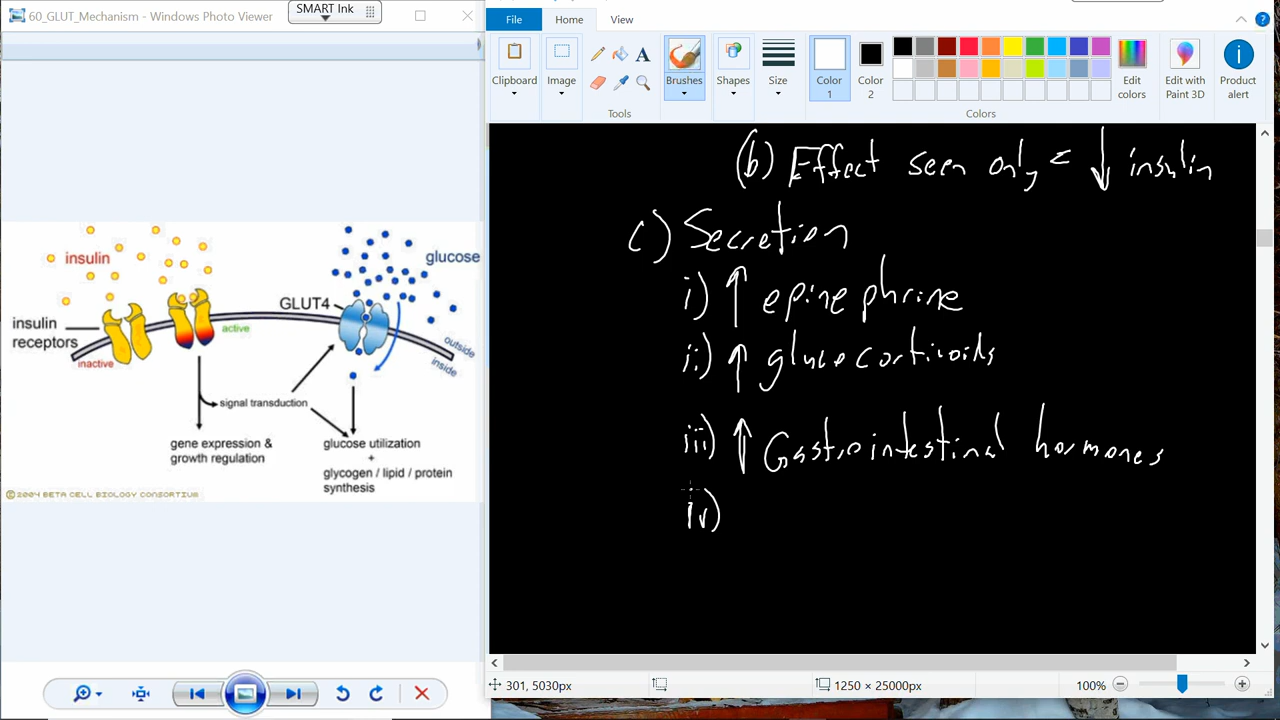 60_GLUT_Mechanism - Windows Photo Viewer
SMART Ink
insulin
glucose
GLUT4
insulin
receptors
active
inactive
outside
inside
signal transduction
gene expression &
growth regulation
glucose utilization
+
glycogen / lipid / protein
synthesis
©2004 BETA CELL BIOLOGY CONSORTIUM
File Home View
Clipboard
Image
A
Brushes
Shapes
Size
Color
1
Color
2
Edit
colors
Edit with
Paint 3D
Product
alert
Tools
Colors
(b) Effect seen only c ↓ insulin
c) Secretion
i) ↑ epinephrine
ii) ↑ glucocorticoids
iii) ↑ Gastrointestinal hormones
iv)
301, 5030px
1250 × 25000px
100%